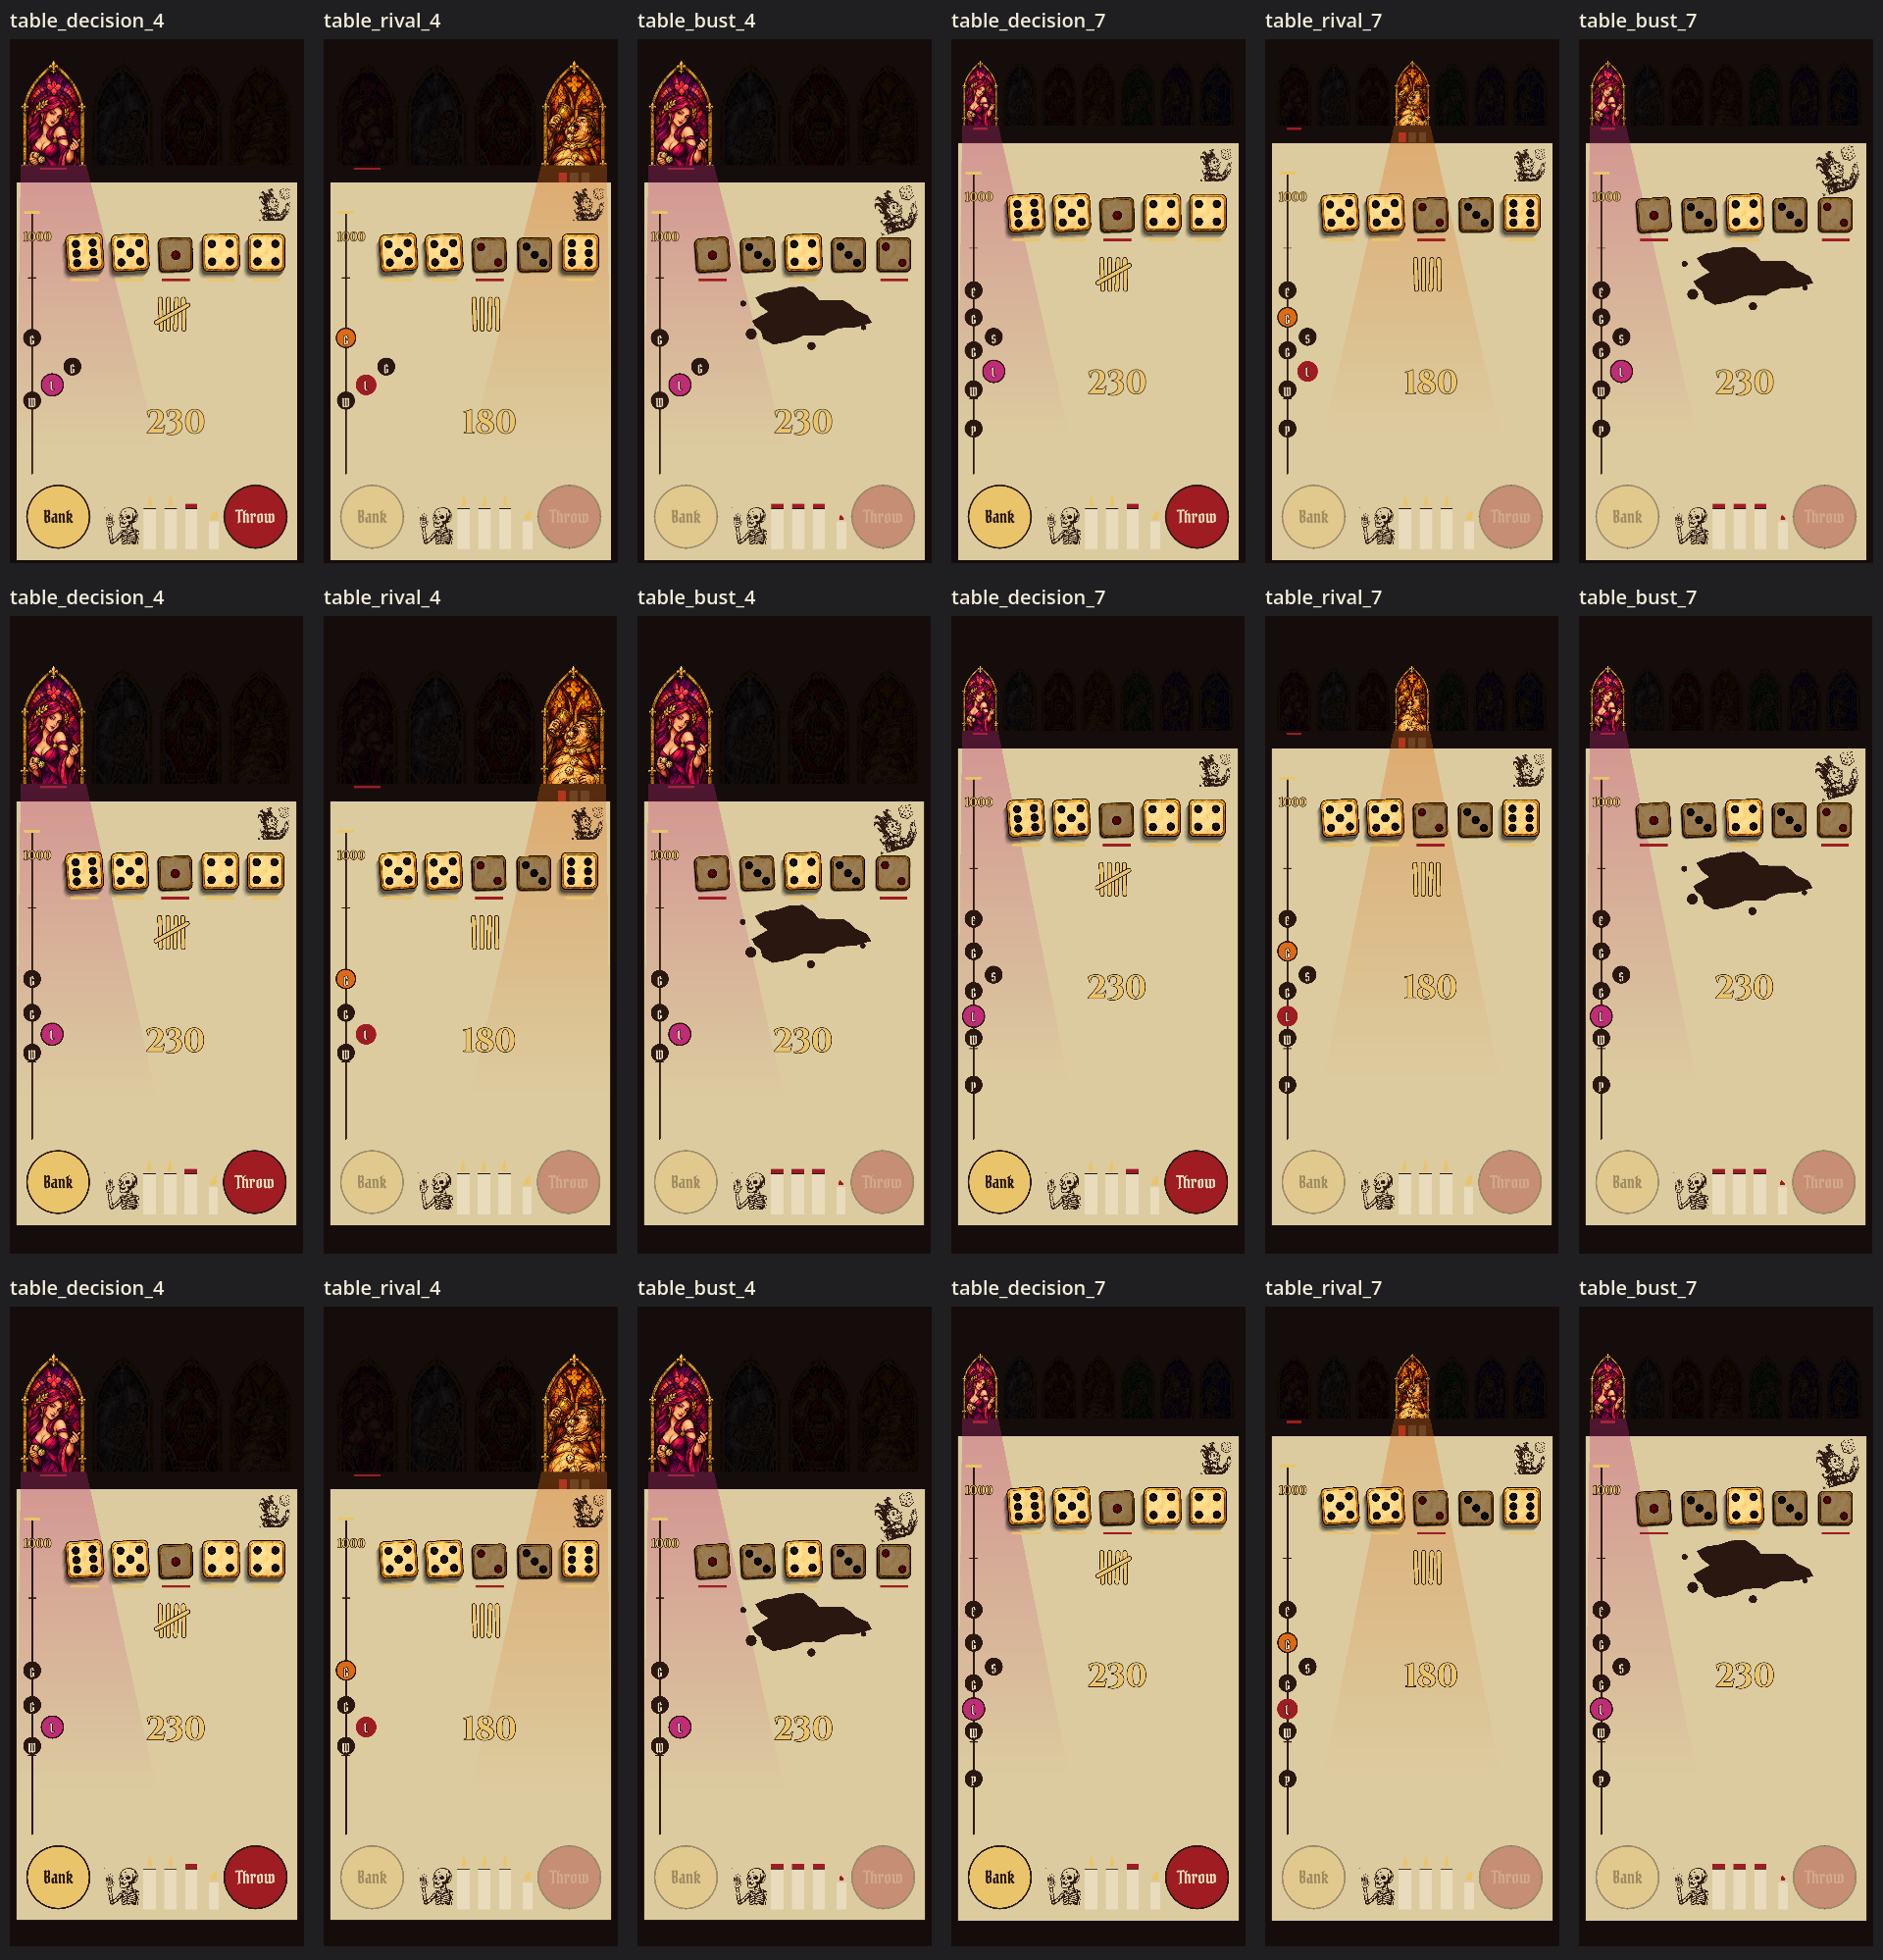 table_decision_4
table_rival_4
table_bust_4
table_decision_7
table_rival_7
table_bust_7
1000
1000
1000
1000
1000
1000
230
180
230
230
180
230
Bank
Throw
Bank
Throw
Bank
Throw
Bank
Throw
Bank
Throw
Bank
Throw
table_decision_4
table_rival_4
table_bust_4
table_decision_7
table_rival_7
table_bust_7
1000
1000
1000
1000
1000
1000
230
180
230
230
180
230
Bank
Throw
Bank
Throw
Bank
Throw
Bank
Throw
Bank
Throw
Bank
Throw
table_decision_4
table_rival_4
table_bust_4
table_decision_7
table_rival_7
table_bust_7
1000
1000
1000
1000
1000
1000
230
180
230
230
180
230
Bank
Throw
Bank
Throw
Bank
Throw
Bank
Throw
Bank
Throw
Bank
Throw